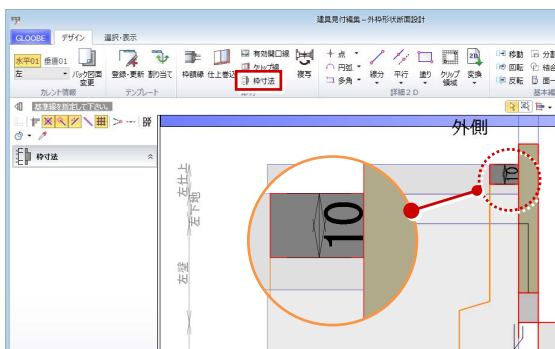 建具見付編集－外枠形状断面設計
GLOOBE デザイン 選択・表示
水平01 垂直01 有効開口線 + 点 移動 分割
左 バック図面 登録・更新 割り当て 枠額線 仕上巻込 クリップ線 複写 円弧 線分 平行 塗り クリップ 変換 回転 結合
変更 枠寸法 多角 領域 反転 面
カレント情報 テンプレート 詳細２Ｄ 基本編
基準線を指定して下さい。
枠寸法
外側
左仕上
左下地
左壁
10
10